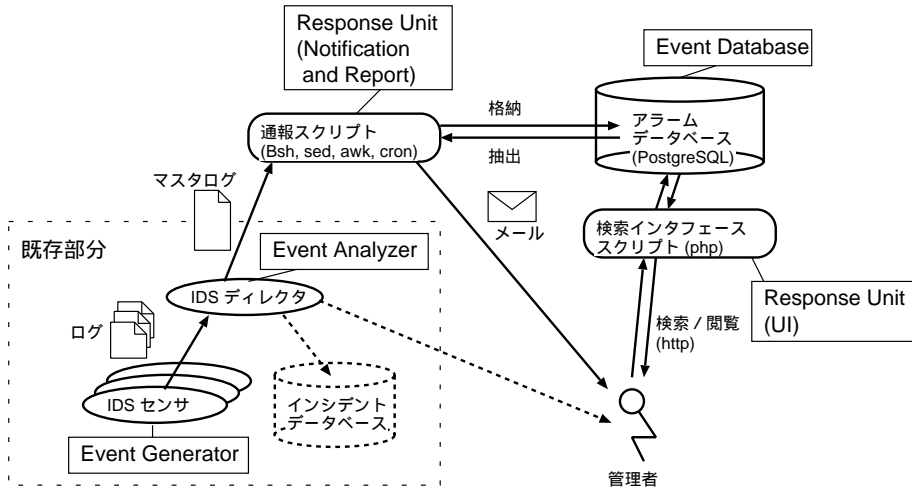 Response Unit
(Notification
and Report)
Event Database
通報スクリプト
(Bsh, sed, awk, cron)
格納
抽出
アラーム
データベース
(PostgreSQL)
マスタログ
メール
検索インタフェース
スクリプト (php)
既存部分
Event Analyzer
IDS ディレクタ
Response Unit
(UI)
ログ
検索 / 閲覧
(http)
IDS センサ
インシデント
データベース
Event Generator
管理者